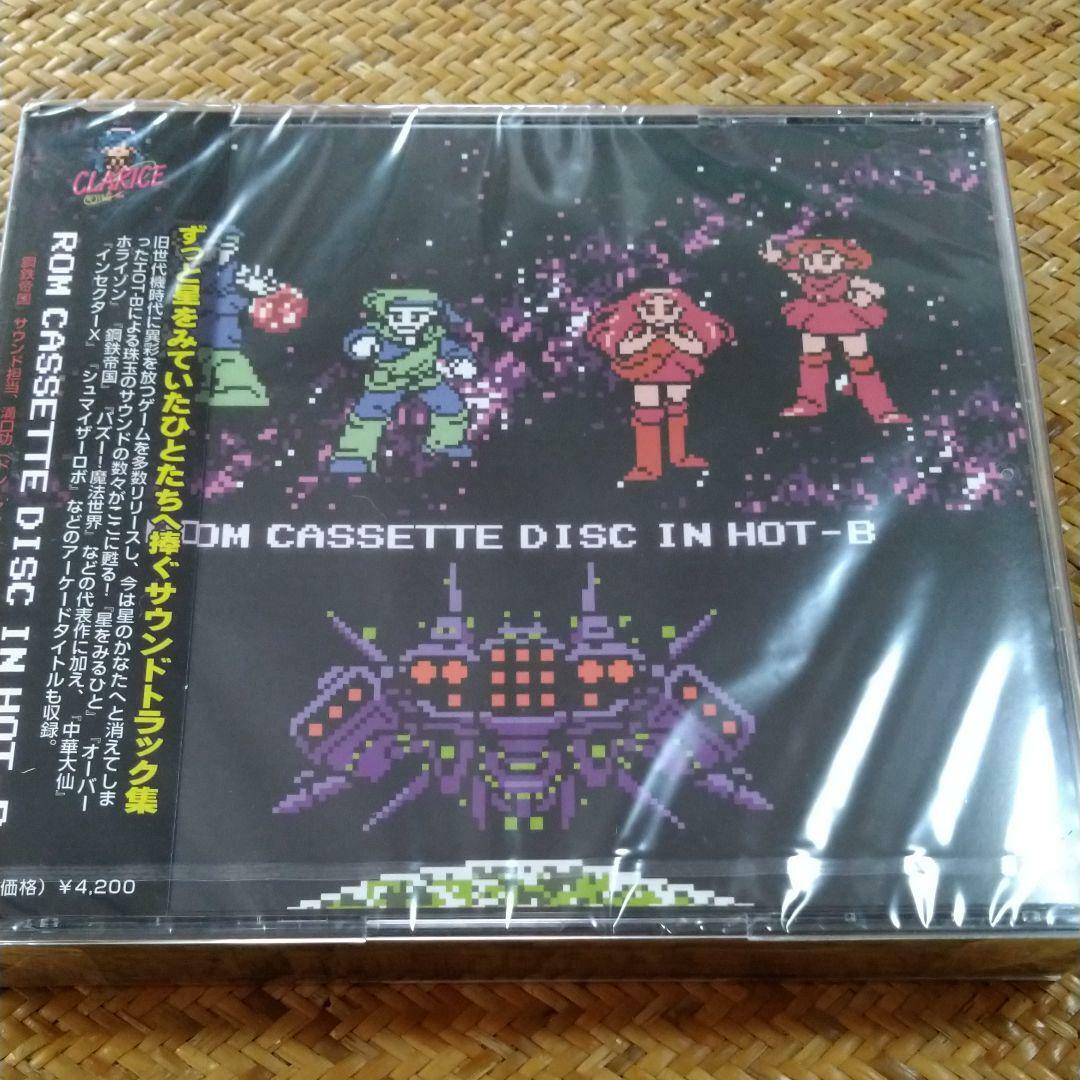 CLARICE
ずっと星をみていたひとたちへ捧ぐサウンドトラック集
旧世代機時代に異彩を放つゲームを多数リリースし、今は星のかなたへと消えてしま
ったHOT-Bによる珠玉のサウンドの数々がここに甦る!『星をみるひと』『オーバー
ホライゾン』『鋼鉄帝国』『バズー!魔法世界』などの代表作に加え、『中華大仙』
『インセクターX』『シュマイザーロボ』などのアーケードタイトルも収録。
ROM CASSETTE DISC IN HOT
鋼鉄帝国 サウンド担当、溝口功
OM CASSETTE DISC IN HOT-B
価格) ¥4,200